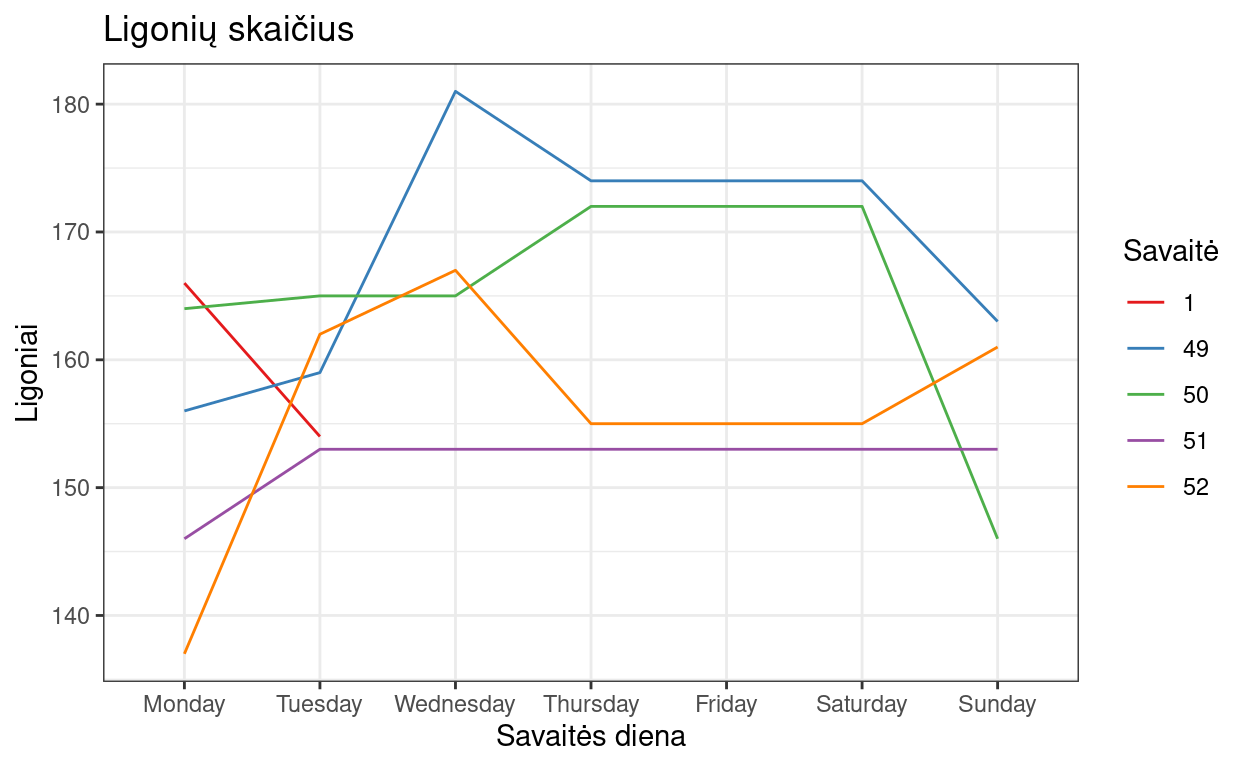 Ligonių skaičius
Ligoniai
180
170
160
150
140
Monday Tuesday Wednesday Thursday Friday Saturday Sunday
Savaitės diena
Savaitė
1
49
50
51
52